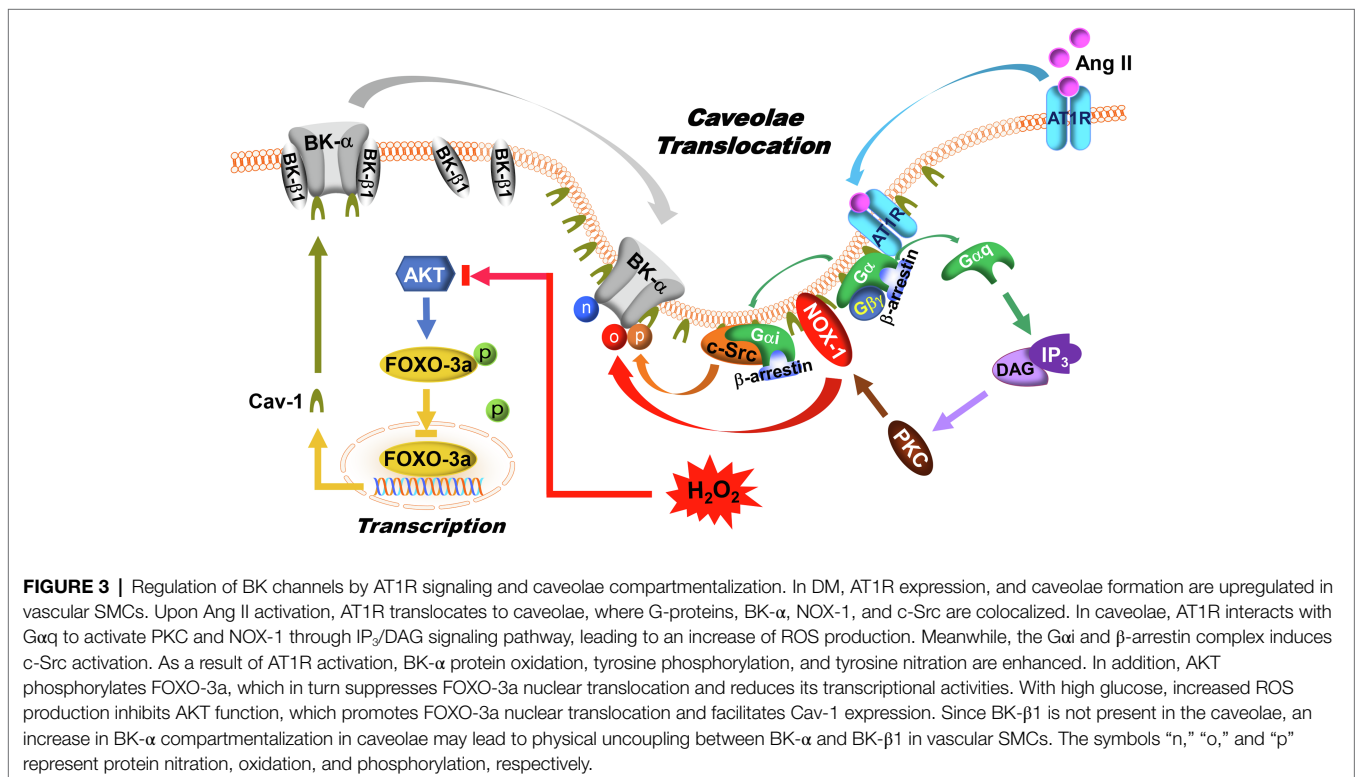 Ang II
AT1R
Caveolae
Translocation
BK-α
BK-β1
BK-β1
BK-β1
BK-β1
AT1R
Gα
Gβγ
β-arrestin
Gαq
BK-α
n
o
p
c-Src
Gαi
β-arrestin
NOX-1
DAG
IP₃
PKC
AKT
FOXO-3a
p
p
Cav-1
FOXO-3a
Transcription
H₂O₂
FIGURE 3 | Regulation of BK channels by AT1R signaling and caveolae compartmentalization. In DM, AT1R expression, and caveolae formation are upregulated in
vascular SMCs. Upon Ang II activation, AT1R translocates to caveolae, where G-proteins, BK-α, NOX-1, and c-Src are colocalized. In caveolae, AT1R interacts with
Gαq to activate PKC and NOX-1 through IP₃/DAG signaling pathway, leading to an increase of ROS production. Meanwhile, the Gαi and β-arrestin complex induces
c-Src activation. As a result of AT1R activation, BK-α protein oxidation, tyrosine phosphorylation, and tyrosine nitration are enhanced. In addition, AKT
phosphorylates FOXO-3a, which in turn suppresses FOXO-3a nuclear translocation and reduces its transcriptional activities. With high glucose, increased ROS
production inhibits AKT function, which promotes FOXO-3a nuclear translocation and facilitates Cav-1 expression. Since BK-β1 is not present in the caveolae, an
increase in BK-α compartmentalization in caveolae may lead to physical uncoupling between BK-α and BK-β1 in vascular SMCs. The symbols “n,” “o,” and “p”
represent protein nitration, oxidation, and phosphorylation, respectively.